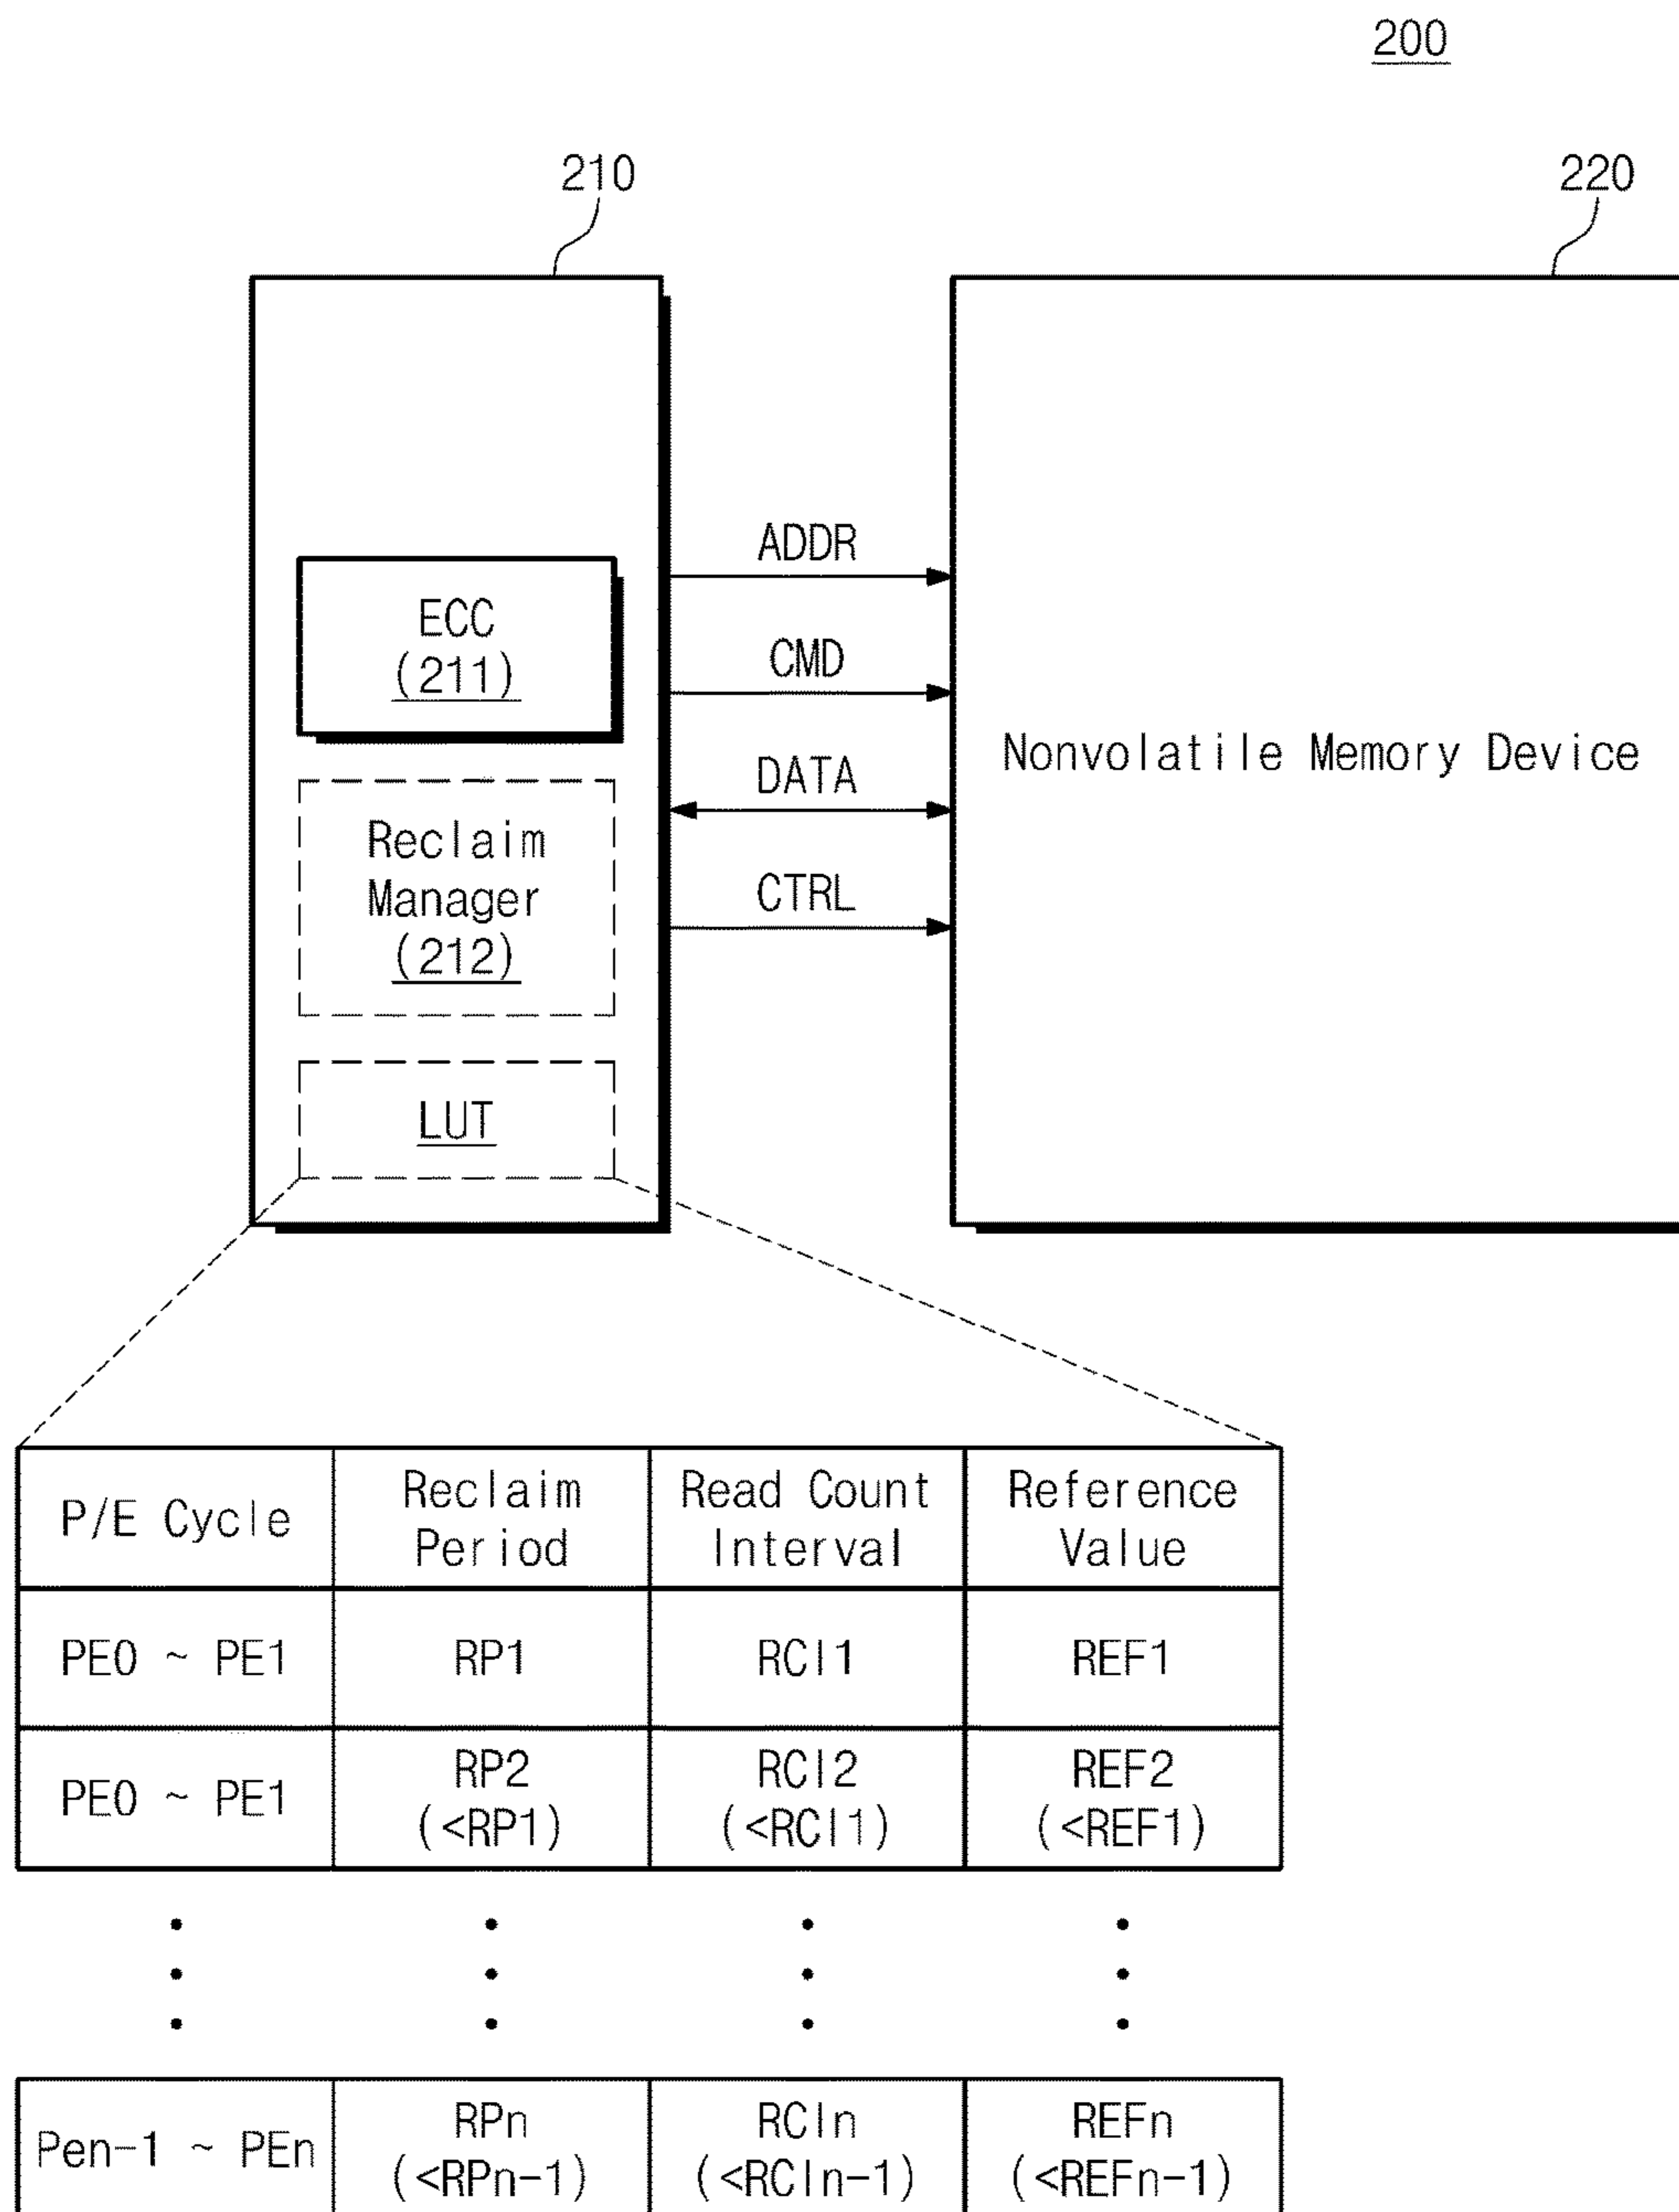 200
210
220
ECC
(211)
Reclaim
Manager
(212)
LUT
ADDR
CMD
DATA
CTRL
Nonvolatile Memory Device
P/E Cycle
Reclaim
Period
Read Count
Interval
Reference
Value
PE0 ~ PE1
RP1
RCI1
REF1
PE0 ~ PE1
RP2
(<RP1)
RCI2
(<RCI1)
REF2
(<REF1)
Pen-1 ~ PEn
RPn
(<RPn-1)
RCIn
(<RCIn-1)
REFn
(<REFn-1)